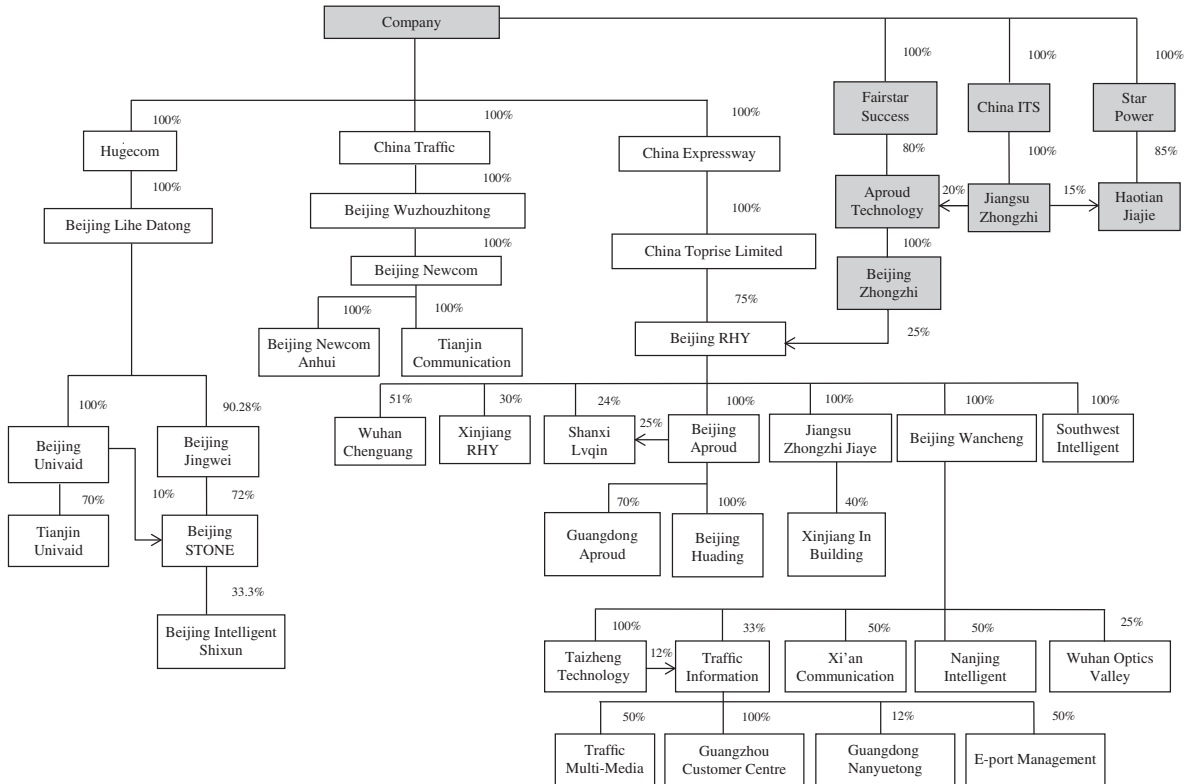 Company
100%
100%
100%
Fairstar
Success
China ITS
Star
Power
100%
100%
100%
Hugecom
China Traffic
China Expressway
80%
100%
85%
100%
100%
100%
Beijing Lihe Datong
Beijing Wuzhouzhitong
Aproud
Technology
20%
Jiangsu
Zhongzhi
15%
Haotian
Jiajie
100%
100%
Beijing Newcom
China Toprise Limited
Beijing
Zhongzhi
100%
100%
75%
25%
Beijing Newcom
Anhui
Tianjin
Communication
Beijing RHY
100%
90.28%
51%
30%
24%
100%
100%
100%
100%
Beijing
Univaid
Beijing
Jingwei
Wuhan
Chenguang
Xinjiang
RHY
Shanxi
Lvqin
25%
Beijing
Aproud
Jiangsu
Zhongzhi Jiaye
Beijing Wancheng
Southwest
Intelligent
70%
10%
72%
70%
100%
40%
Tianjin
Univaid
Beijing
STONE
Guangdong
Aproud
Beijing
Huading
Xinjiang In
Building
33.3%
Beijing Intelligent
Shixun
100%
33%
50%
50%
25%
Taizheng
Technology
12%
Traffic
Information
Xi’an
Communication
Nanjing
Intelligent
Wuhan Optics
Valley
50%
100%
12%
50%
Traffic
Multi-Media
Guangzhou
Customer Centre
Guangdong
Nanyuetong
E-port Management